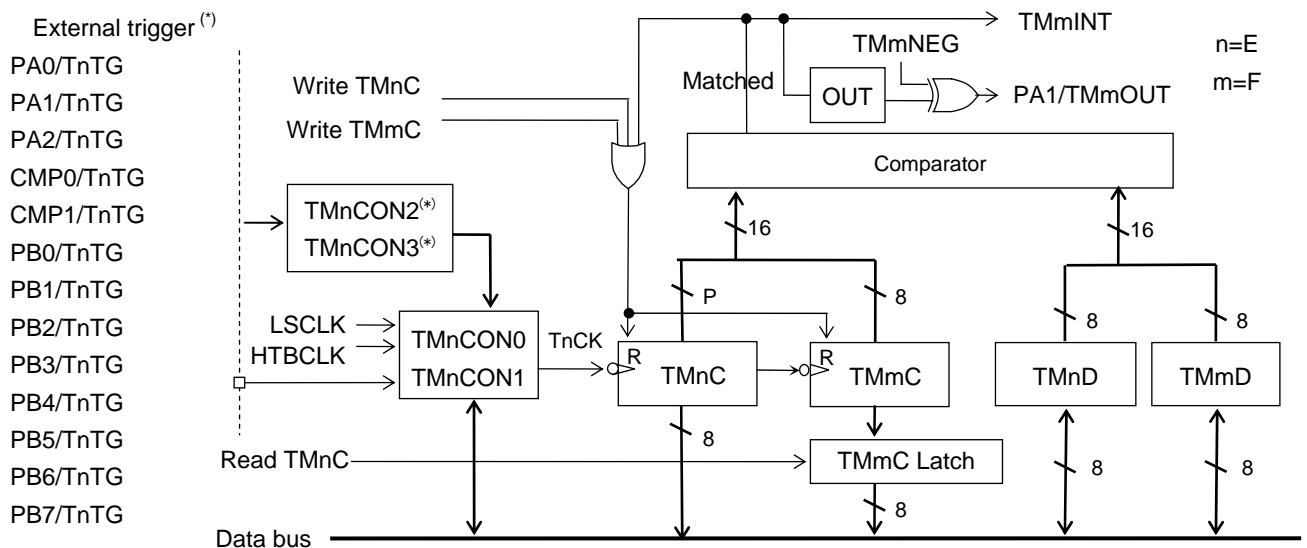 External trigger (*)
PA0/TnTG
PA1/TnTG
PA2/TnTG
CMP0/TnTG
CMP1/TnTG
PB0/TnTG
PB1/TnTG
PB2/TnTG
PB3/TnTG
PB4/TnTG
PB5/TnTG
PB6/TnTG
PB7/TnTG
Write TMnC
Write TMmC
TMnCON2(*)
TMnCON3(*)
LSCLK
HTBCLK
TMnCON0
TMnCON1
TnCK
Read TMnC
Data bus
TMmINT
TMmNEG
Matched
OUT
PA1/TMmOUT
n=E
m=F
Comparator
16
16
P
8
8
8
R
TMnC
R
TMmC
TMnD
TMmD
8
TMmC Latch
8
8
8